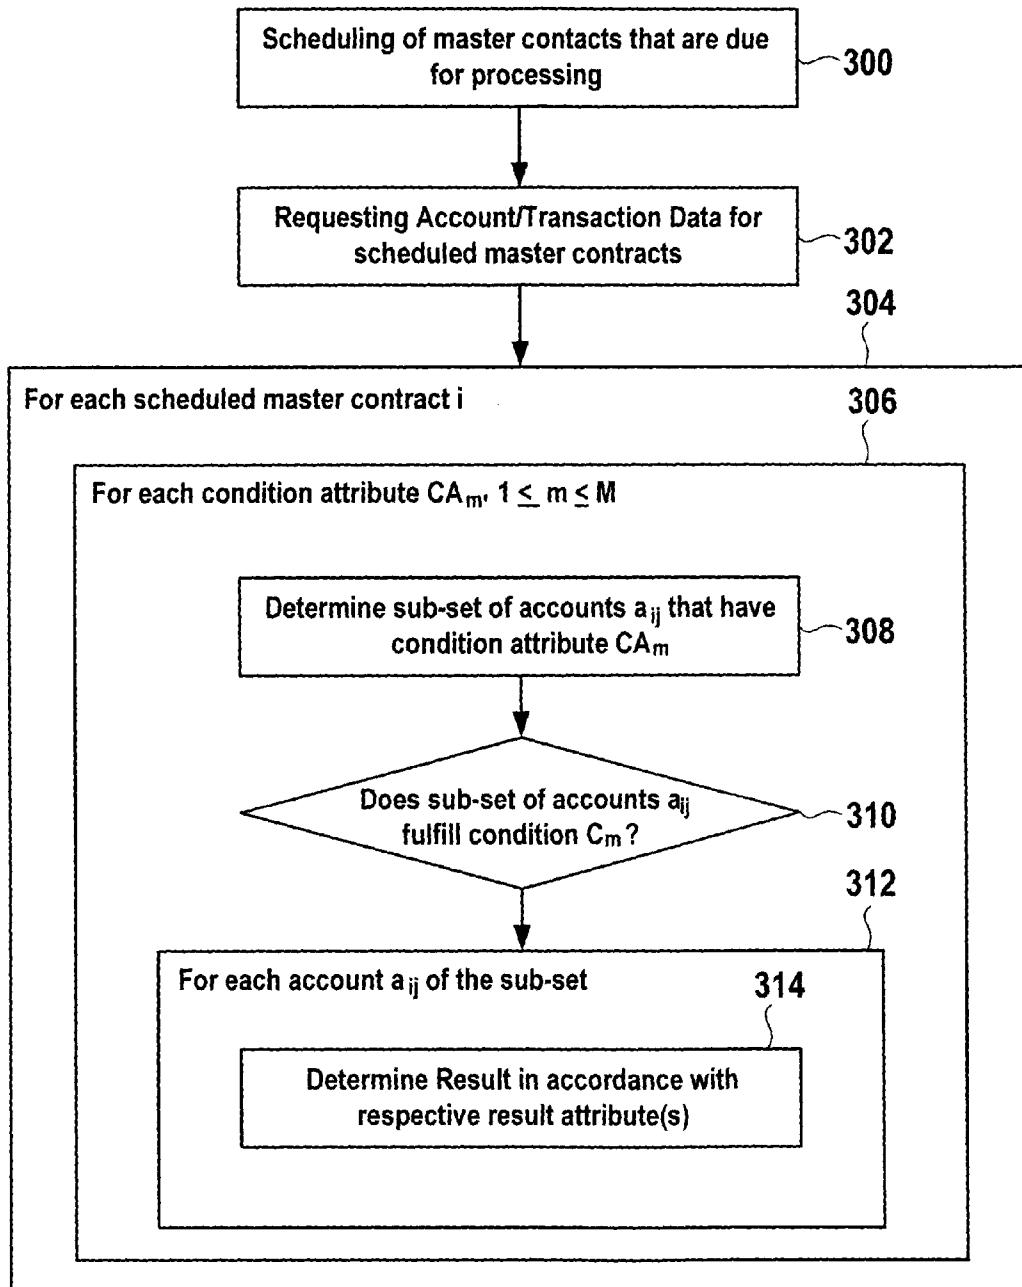 Scheduling of master contacts that are due
for processing
300
Requesting Account/Transaction Data for
scheduled master contracts
302
304
For each scheduled master contract i
306
For each condition attribute CAm, 1 ≤ m ≤ M
Determine sub-set of accounts aij that have
condition attribute CAm
308
Does sub-set of accounts aij
fulfill condition Cm?
310
312
For each account aij of the sub-set
314
Determine Result in accordance with
respective result attribute(s)